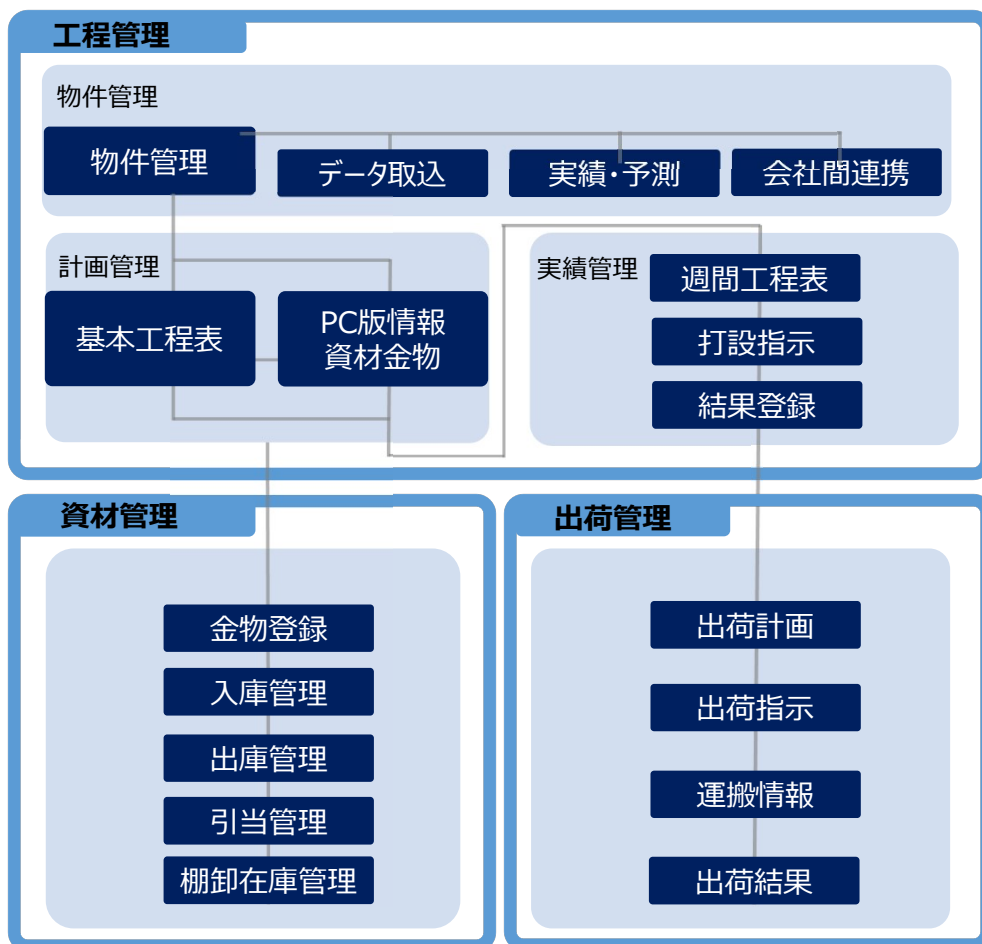 工程管理
物件管理
物件管理
データ取込
実績・予測
会社間連携
計画管理
基本工程表
PC版情報
資材金物
実績管理
週間工程表
打設指示
結果登録
資材管理
金物登録
入庫管理
出庫管理
引当管理
棚卸在庫管理
出荷管理
出荷計画
出荷指示
運搬情報
出荷結果